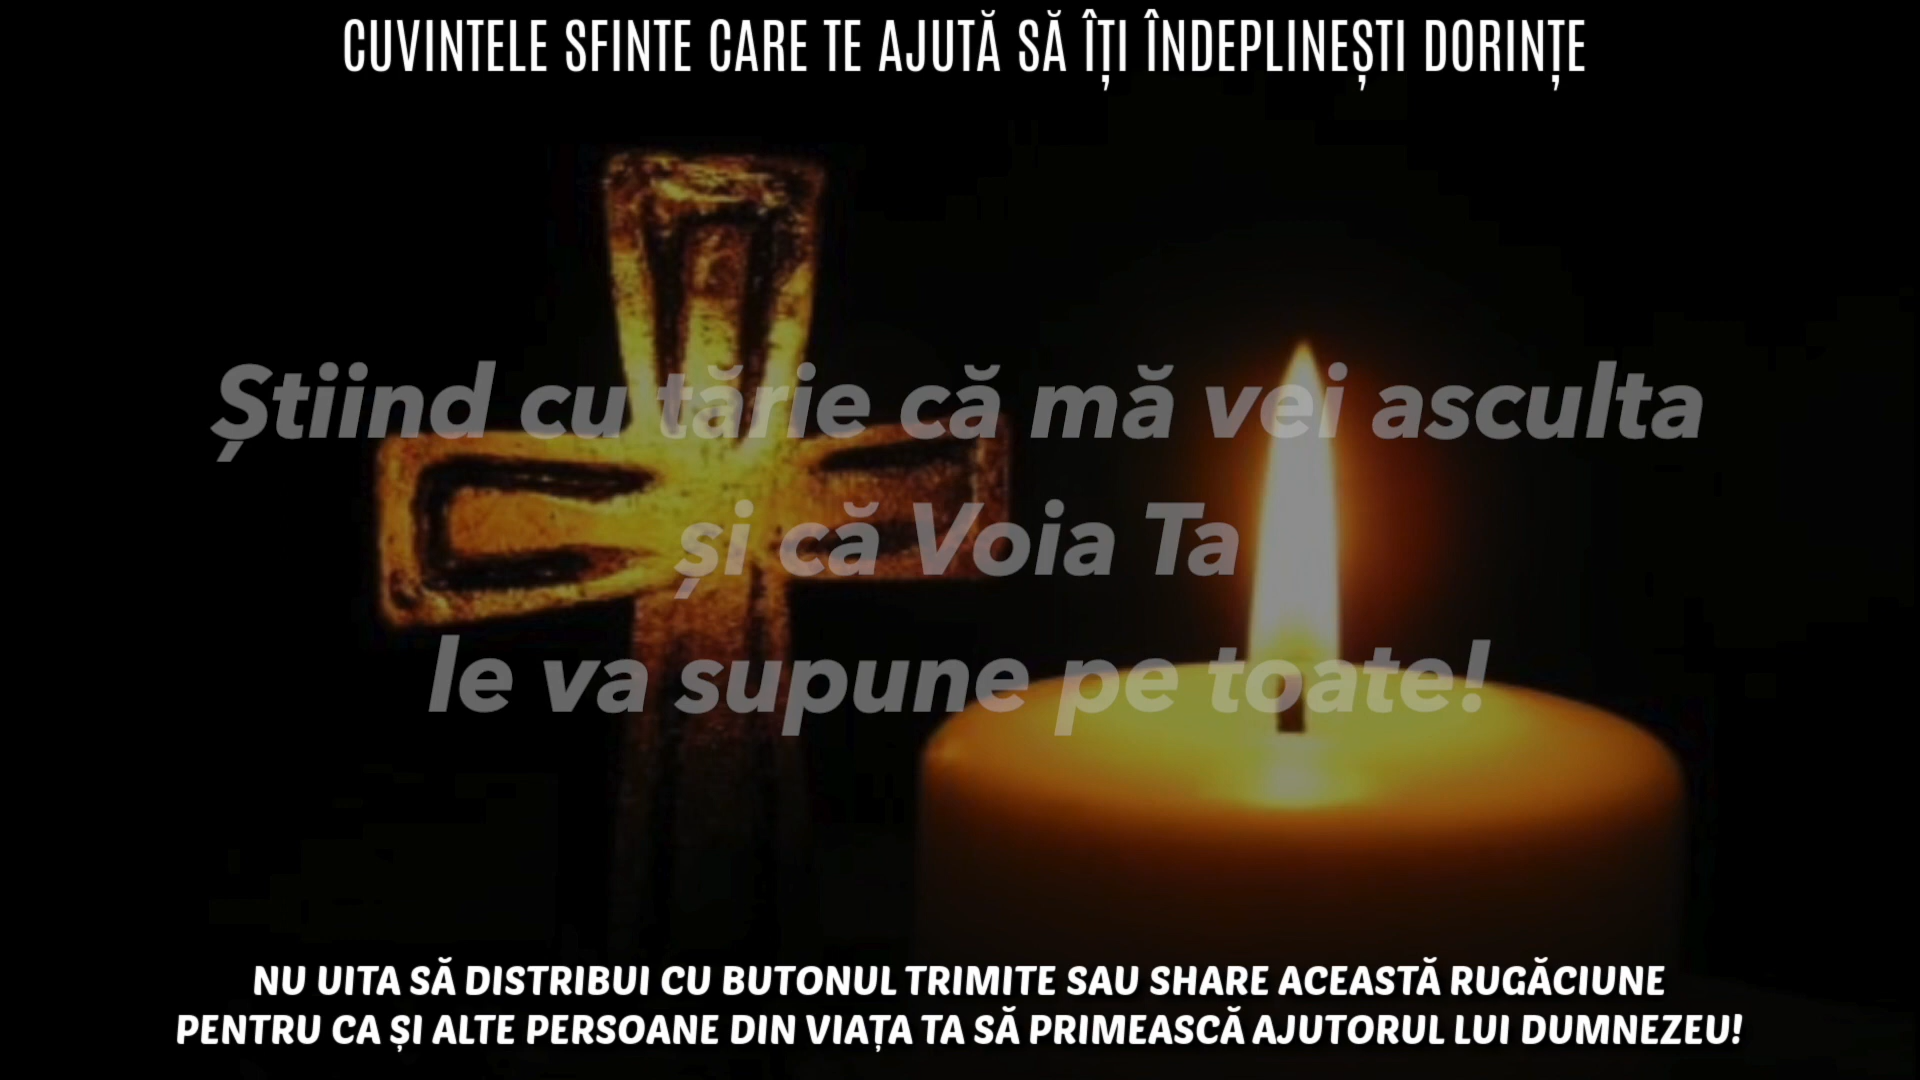 CUVINTELE SFINTE CARE TE AJUTĂ SĂ ÎȚI ÎNDEPLINEȘTI DORINȚE
Știind cu tărie că mă vei asculta
și că Voia Ta
le va supune pe toate!
NU UITA SĂ DISTRIBUI CU BUTONUL TRIMITE SAU SHARE ACEASTĂ RUGĂCIUNE
PENTRU CA ȘI ALTE PERSOANE DIN VIAȚA TA SĂ PRIMEASCĂ AJUTORUL LUI DUMNEZEU!